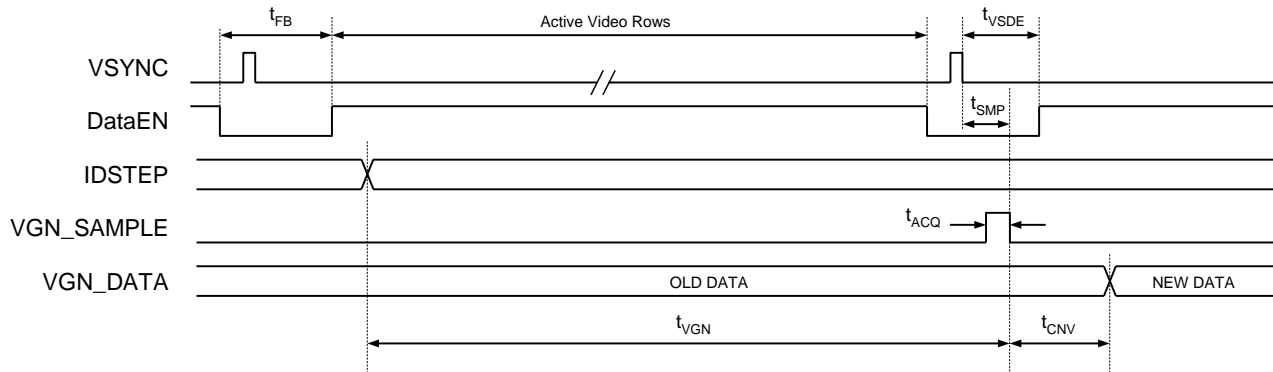 tFB
Active Video Rows
tVSDE
VSYNC
tSMP
DataEN
IDSTEP
tACQ
VGN_SAMPLE
VGN_DATA
OLD DATA
NEW DATA
tVGN
tCNV